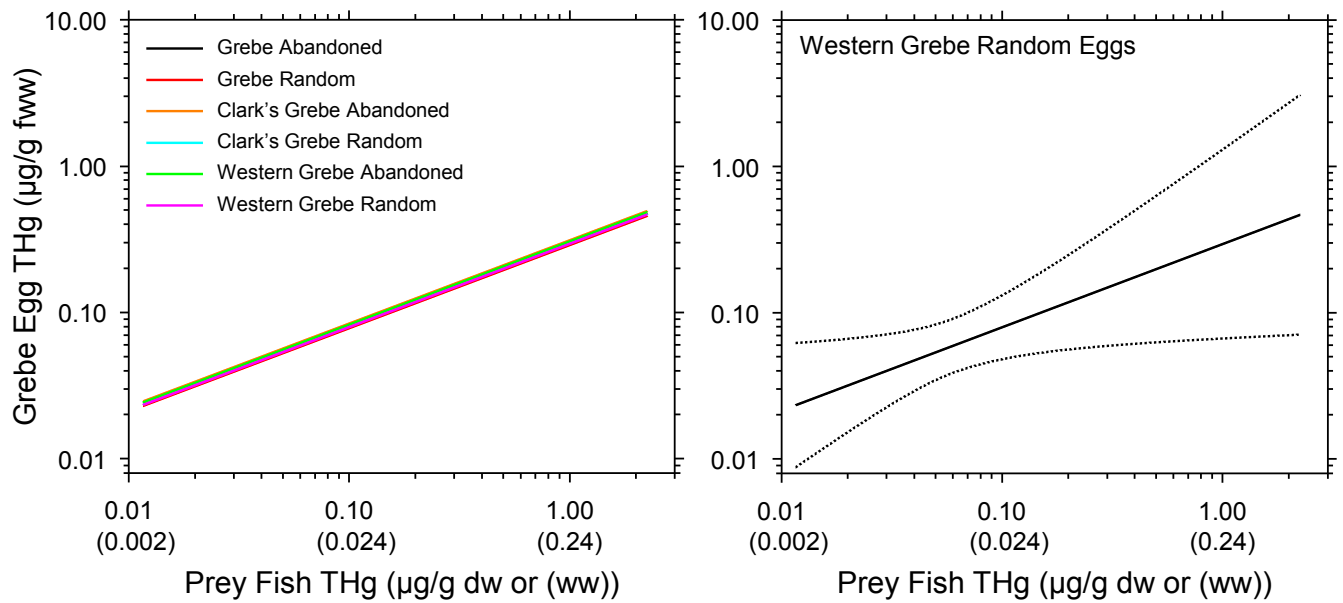 Grebe Egg THg (µg/g fww)
10.00
1.00
0.10
0.01
Grebe Abandoned
Grebe Random
Clark’s Grebe Abandoned
Clark’s Grebe Random
Western Grebe Abandoned
Western Grebe Random
0.01 0.10 1.00
(0.002) (0.024) (0.24)
Prey Fish THg (µg/g dw or (ww))
Western Grebe Random Eggs
10.00
1.00
0.10
0.01
0.01 0.10 1.00
(0.002) (0.024) (0.24)
Prey Fish THg (µg/g dw or (ww))